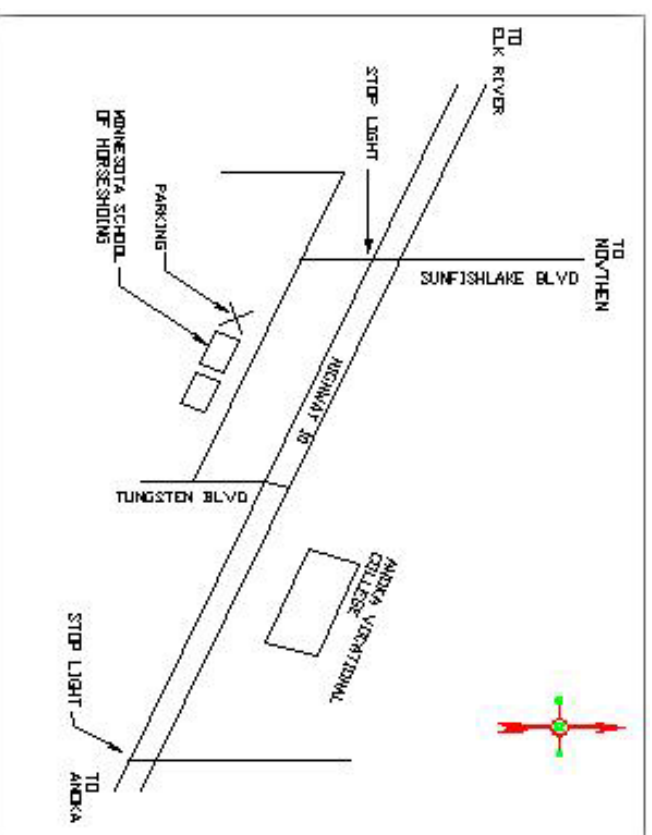 TO
ELK RIVER
STOP LIGHT
TO
NOWTHEN
SUNFISHLAKE BLVD
MINNESOTA SCHOOL
OF HORSESHOING
PARKING
HIGHWAY 10
TUNGSTEN BLVD
ANOKA VOCATIONAL
COLLEGE
STOP LIGHT
TO
ANOKA